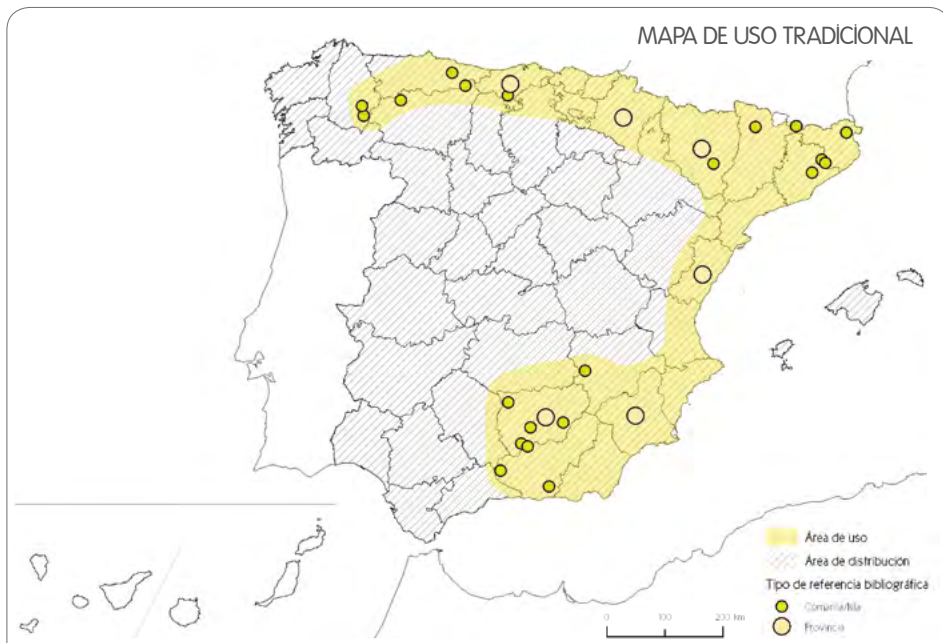 MAPA DE USO TRADICIONAL
Área de uso
Área de distribución
Tipo de referencia bibliográfica
Comarca/Isla
Provincia
0 100 200 km